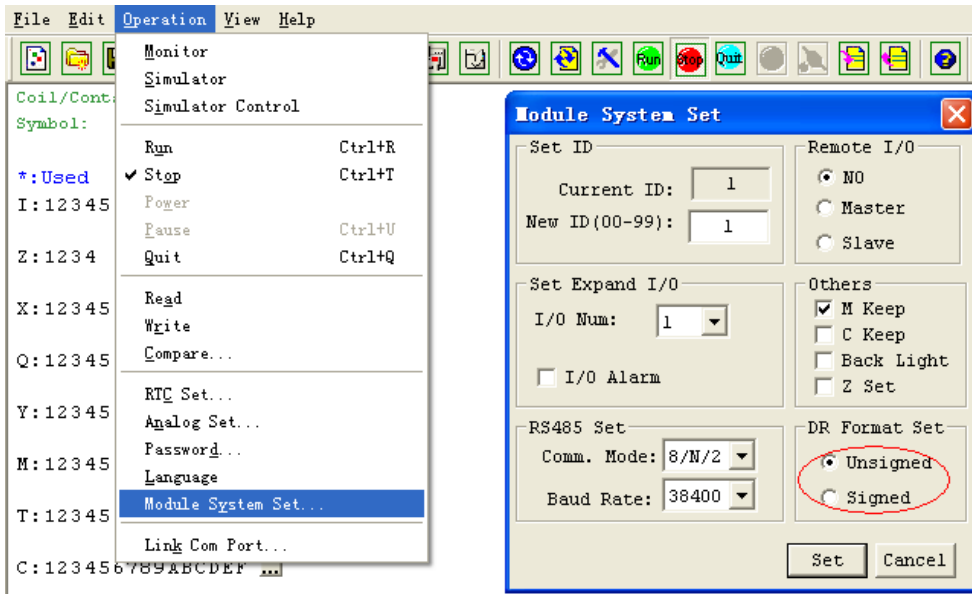 File Edit Operation View Help
Run Stop Quit
Coil/Cont
Symbol:
*:Used
I:12345
Z:1234
X:12345
Q:12345
Y:12345
M:12345
T:12345
C:123456789ABCDEF ...
Monitor
Simulator
Simulator Control
Run Ctrl+R
Stop Ctrl+T
Power
Pause Ctrl+U
Quit Ctrl+Q
Read
Write
Compare...
RTC Set...
Analog Set...
Password...
Language
Module System Set...
Link Com Port...
Module System Set
Set ID
Current ID: 1
New ID(00-99): 1
Remote I/O
NO
Master
Slave
Set Expand I/O
I/O Num: 1
I/O Alarm
Others
M Keep
C Keep
Back Light
Z Set
RS485 Set
Comm. Mode: 8/N/2
Baud Rate: 38400
DR Format Set
Unsigned
Signed
Set Cancel